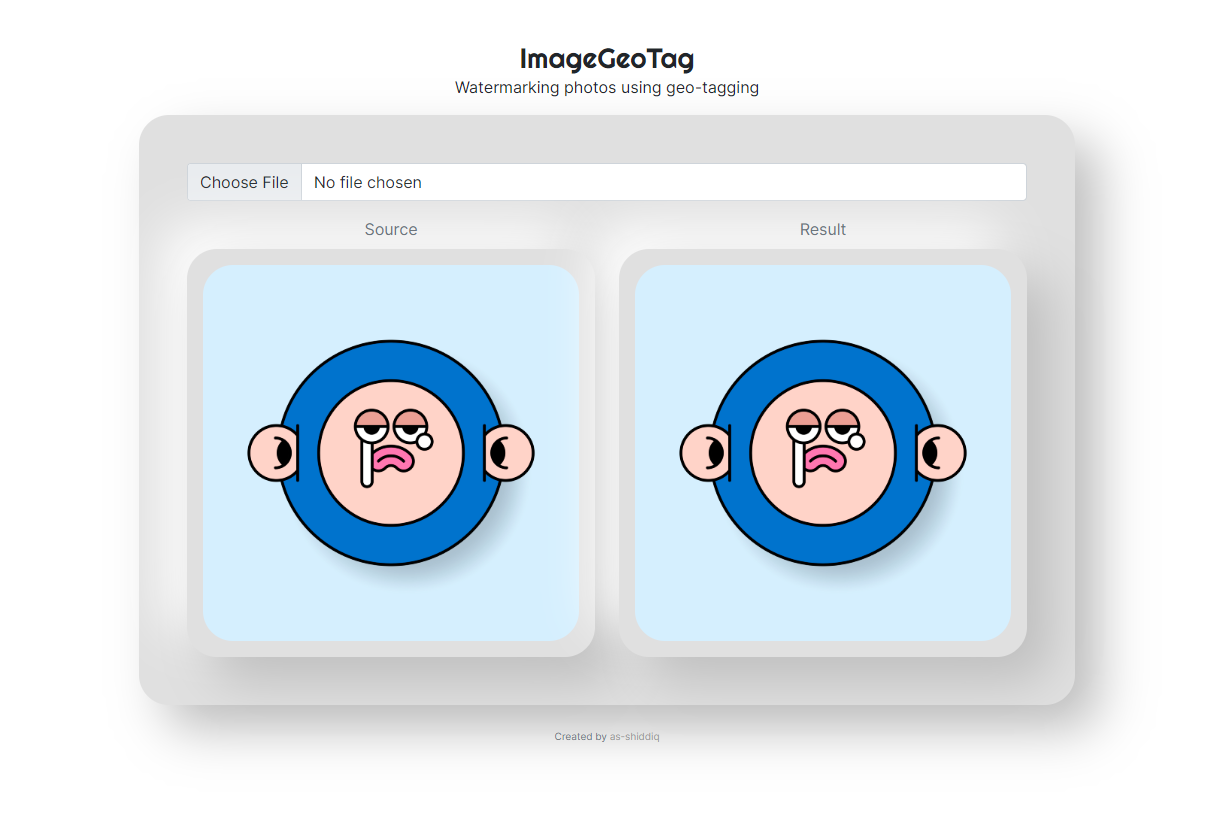 ImageGeoTag
Watermarking photos using geo-tagging
Choose File No file chosen
Source Result
Created by as-shiddiq